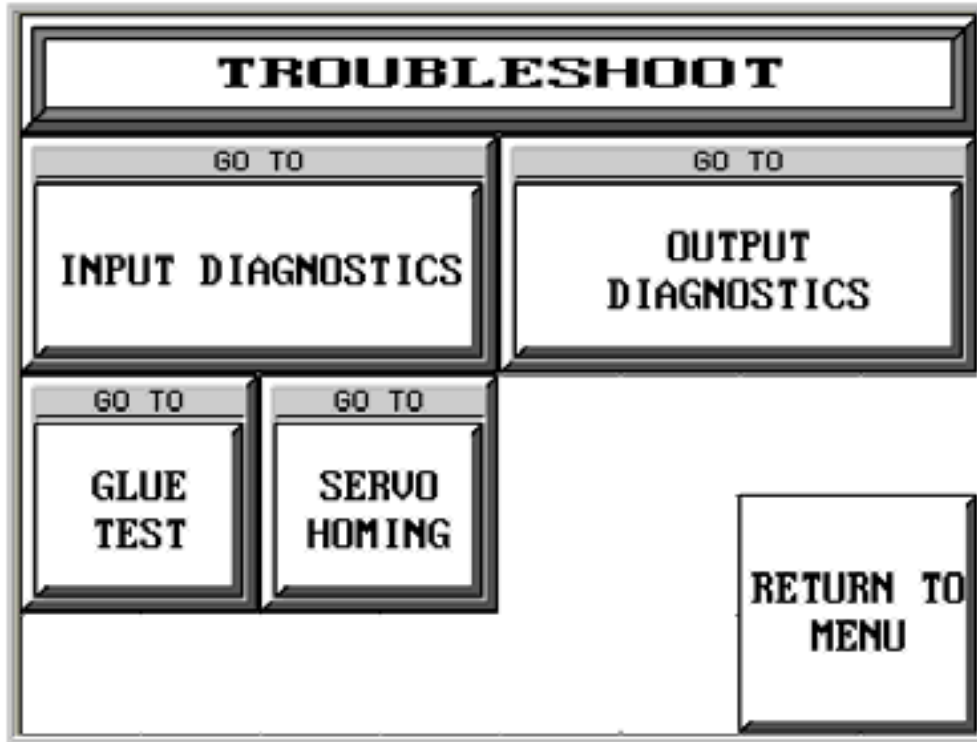 TROUBLESHOOT
GO TO
INPUT DIAGNOSTICS
GO TO
OUTPUT
DIAGNOSTICS
GO TO
GLUE
TEST
GO TO
SERVO
HOMING
RETURN TO
MENU